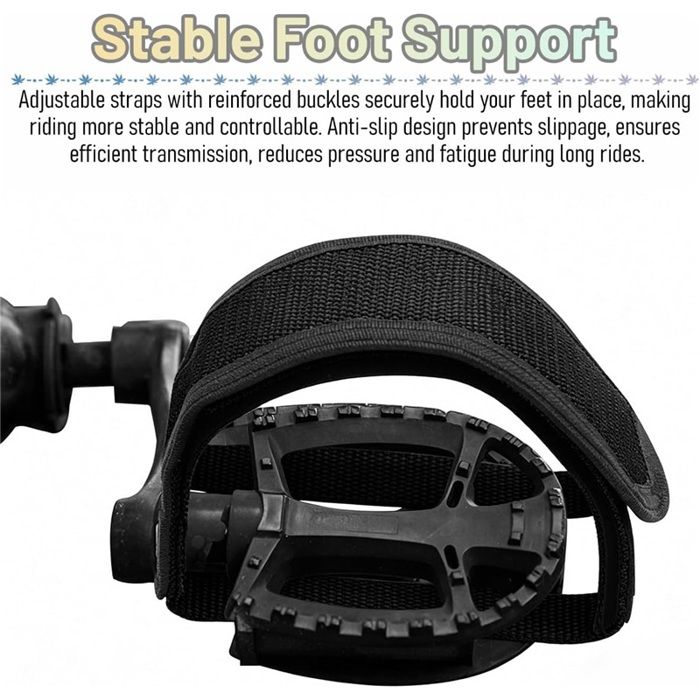 Stable Foot Support
Adjustable straps with reinforced buckles securely hold your feet in place, making
riding more stable and controllable. Anti-slip design prevents slippage, ensures
efficient transmission, reduces pressure and fatigue during long rides.